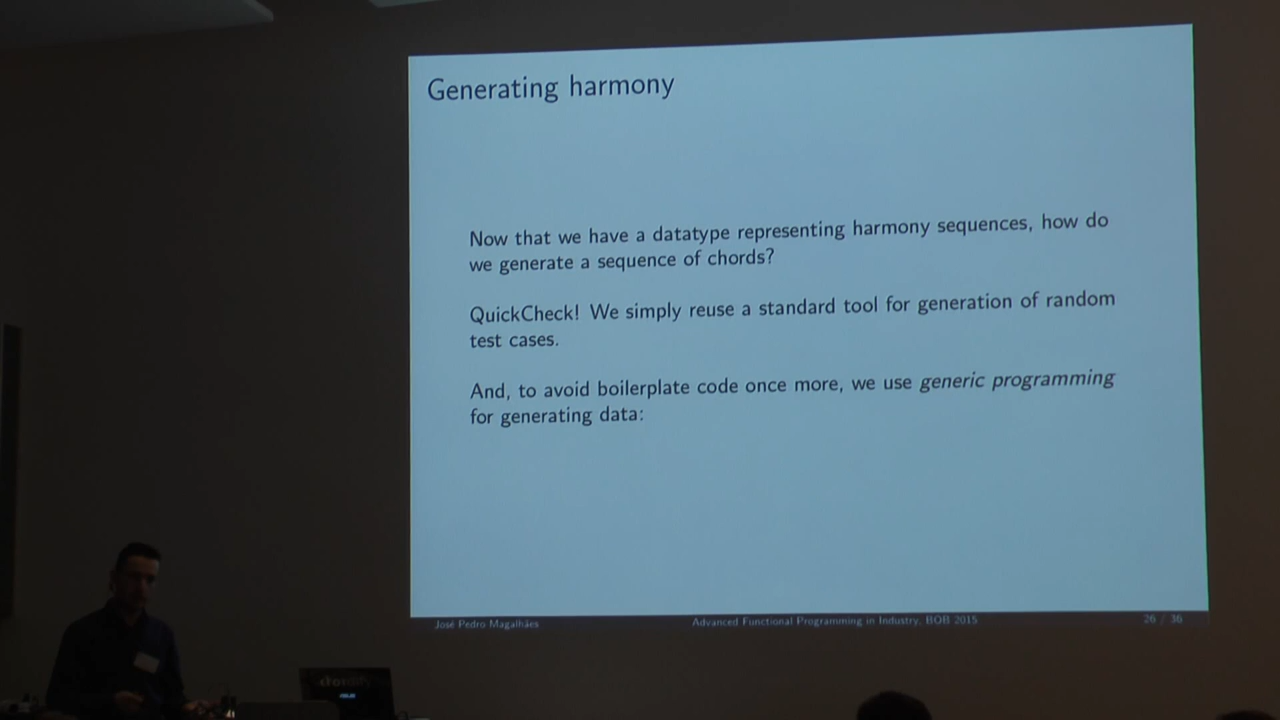 Generating harmony
Now that we have a datatype representing harmony sequences, how do
we generate a sequence of chords?
QuickCheck! We simply reuse a standard tool for generation of random
test cases.
And, to avoid boilerplate code once more, we use generic programming
for generating data:
José Pedro Magalhães
Advanced Functional Programming in Industry, BOB 2015
26 / 36